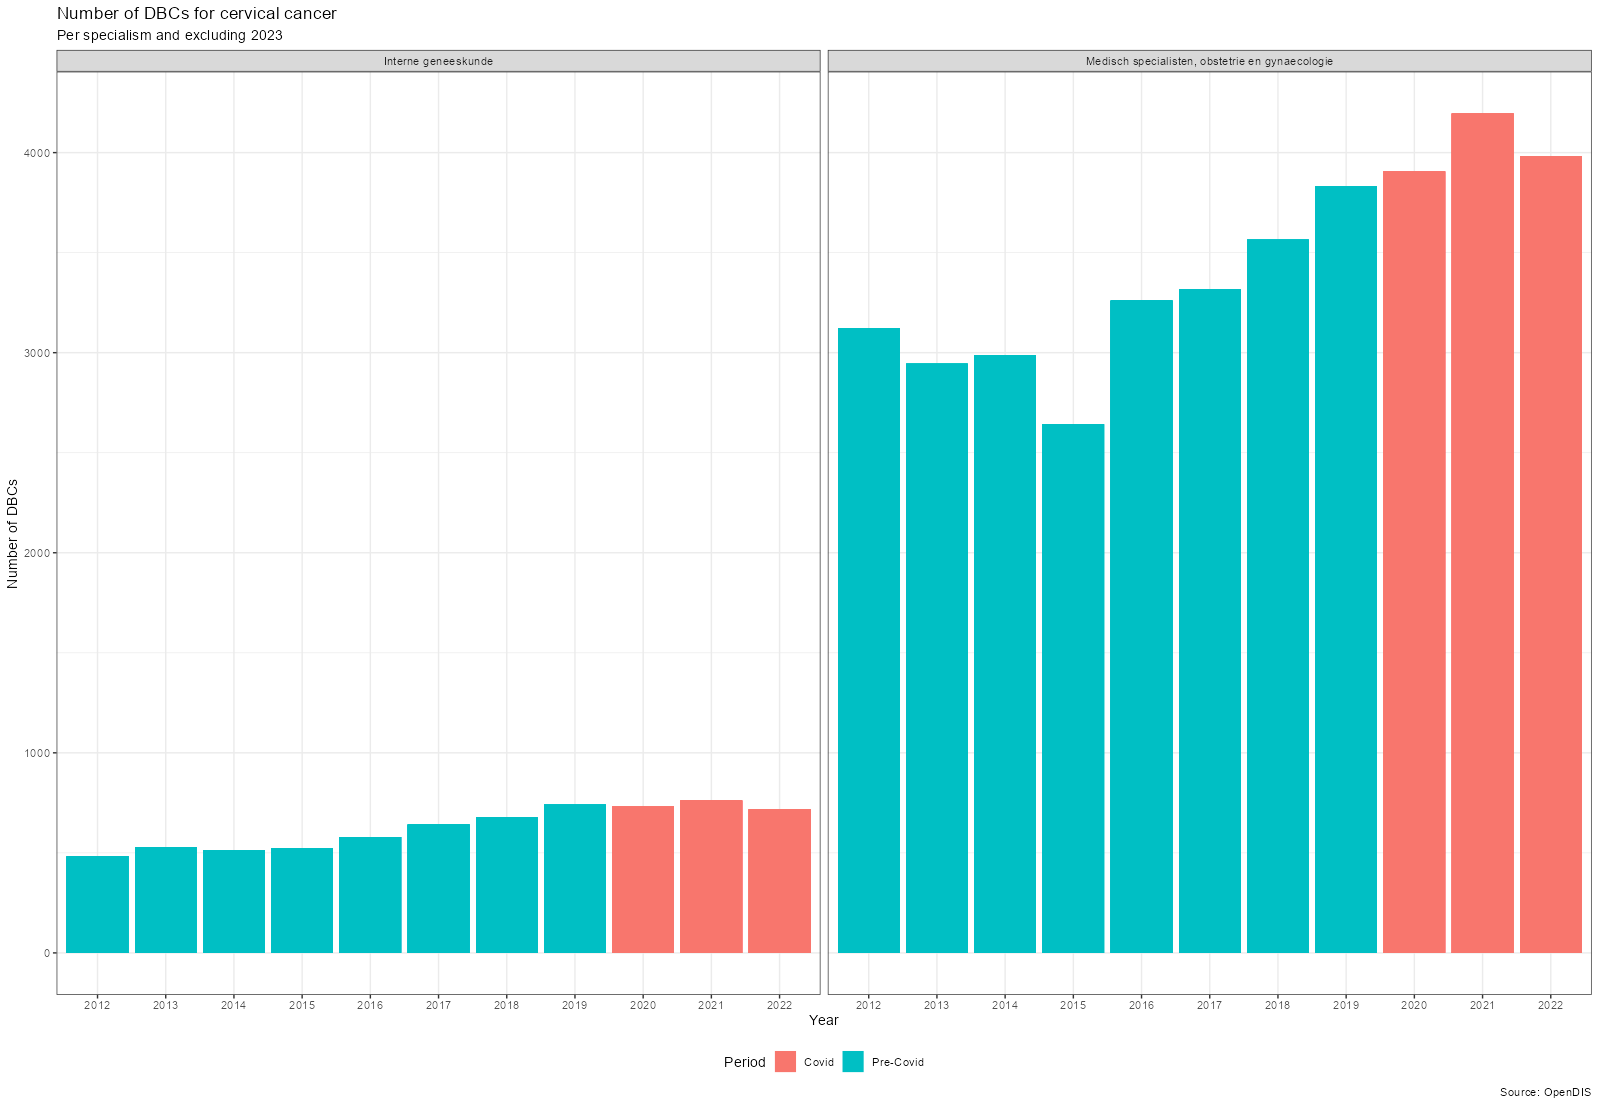 Number of DBCs for cervical cancer
Per specialism and excluding 2023
Interne geneeskunde
Medisch specialisten, obstetrie en gynaecologie
Number of DBCs
4000
3000
2000
1000
0
2012 2013 2014 2015 2016 2017 2018 2019 2020 2021 2022
2012 2013 2014 2015 2016 2017 2018 2019 2020 2021 2022
Year
Period Covid Pre-Covid
Source: OpenDIS